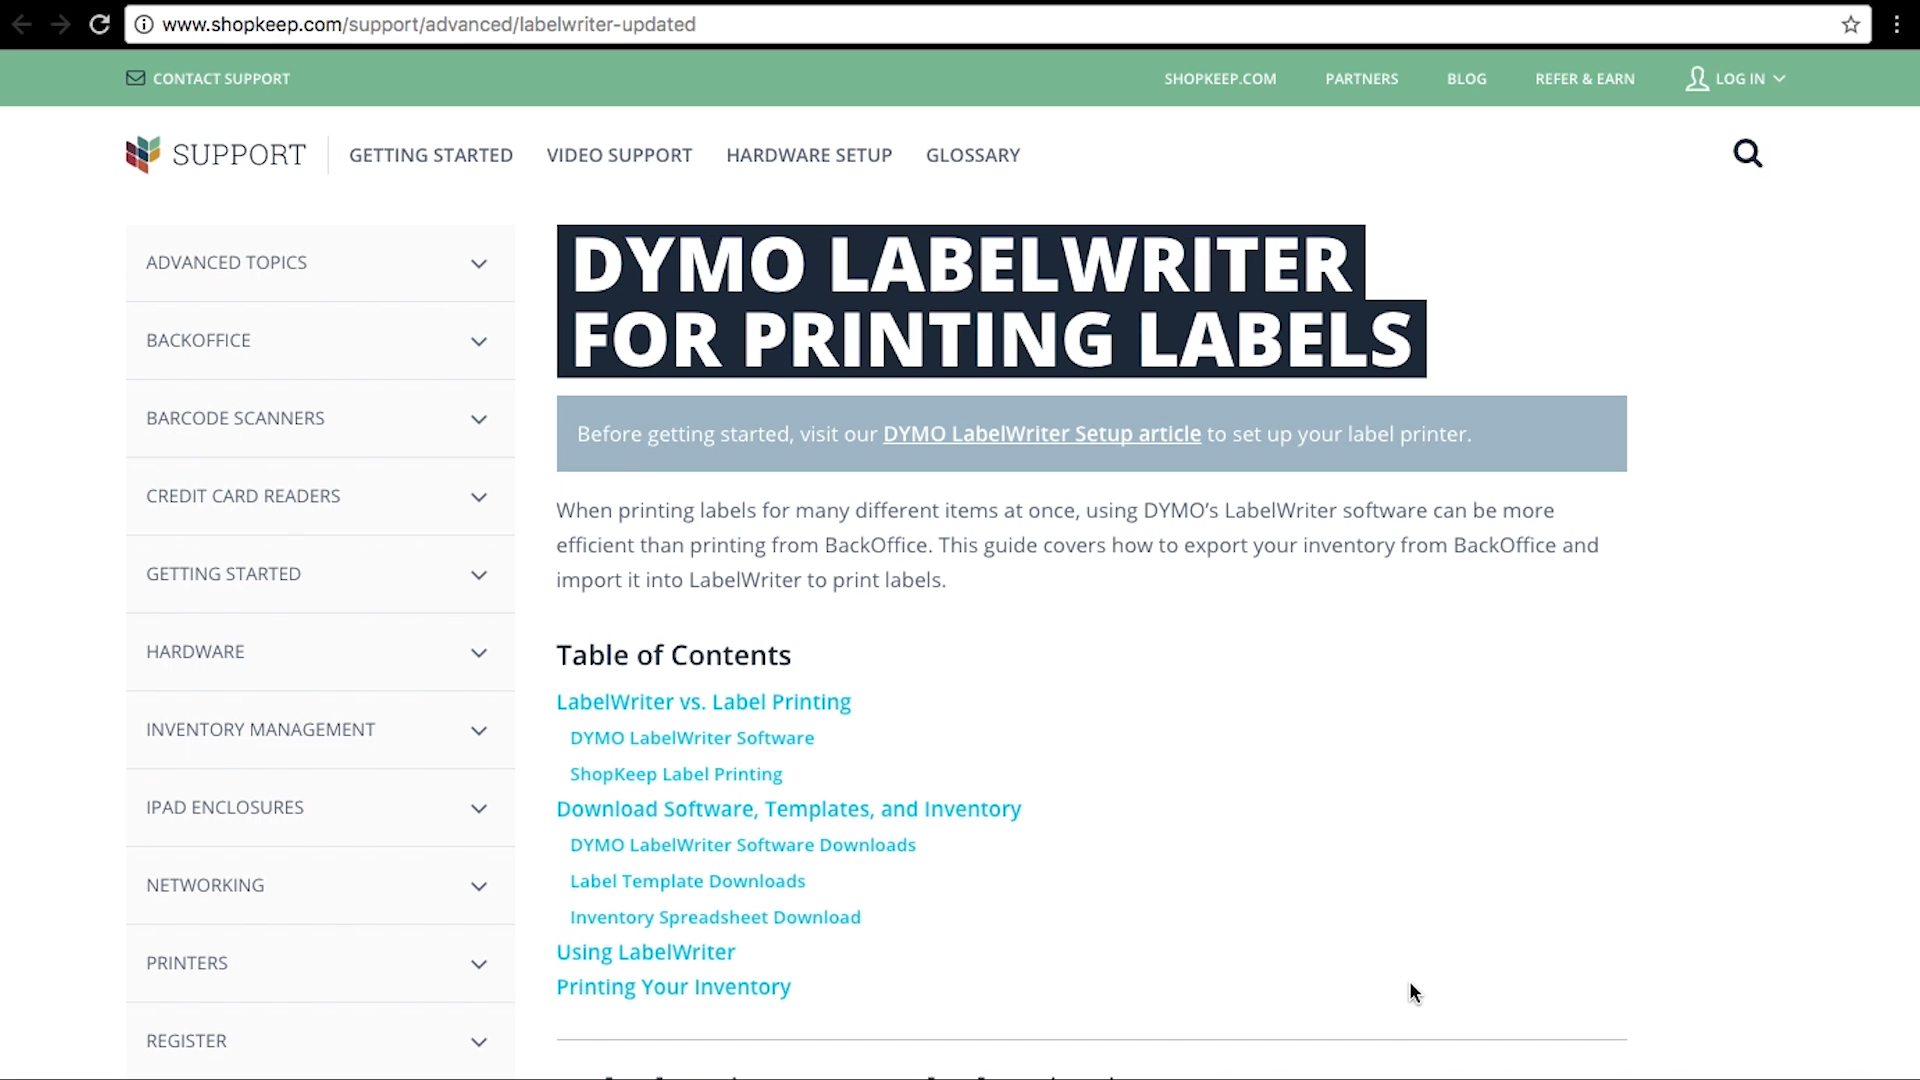 www.shopkeep.com/support/advanced/labelwriter-updated
CONTACT SUPPORT
SHOPKEEP.COM
PARTNERS
BLOG
REFER & EARN
LOG IN
SUPPORT
GETTING STARTED
VIDEO SUPPORT
HARDWARE SETUP
GLOSSARY
ADVANCED TOPICS
BACKOFFICE
BARCODE SCANNERS
CREDIT CARD READERS
GETTING STARTED
HARDWARE
INVENTORY MANAGEMENT
IPAD ENCLOSURES
NETWORKING
PRINTERS
REGISTER
DYMO LABELWRITER
FOR PRINTING LABELS
Before getting started, visit our DYMO LabelWriter Setup article to set up your label printer.
When printing labels for many different items at once, using DYMO’s LabelWriter software can be more
efficient than printing from BackOffice. This guide covers how to export your inventory from BackOffice and
import it into LabelWriter to print labels.
Table of Contents
LabelWriter vs. Label Printing
DYMO LabelWriter Software
ShopKeep Label Printing
Download Software, Templates, and Inventory
DYMO LabelWriter Software Downloads
Label Template Downloads
Inventory Spreadsheet Download
Using LabelWriter
Printing Your Inventory